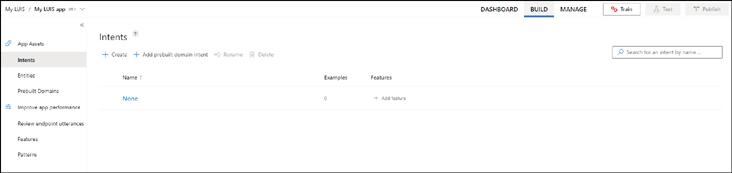 My LUIS / My LUIS app
DASHBOARD BUILD MANAGE Train Test Publish
App Assets
Intents
Entities
Prebuilt Domains
Improve app performance
Review endpoint utterances
Features
Patterns
Intents ?
+ Create + Add prebuilt domain intent Rename Delete
Search for an intent by name ...
Name ↑ Examples Features
None 0 + Add feature